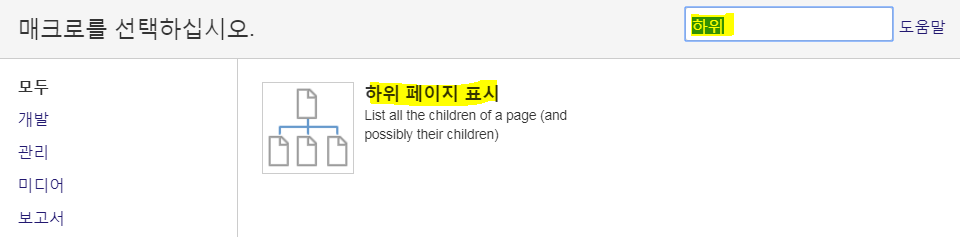 매크로를 선택하십시오.
하위
도움말
모두
개발
관리
미디어
보고서
하위 페이지 표시
List all the children of a page (and
possibly their children)